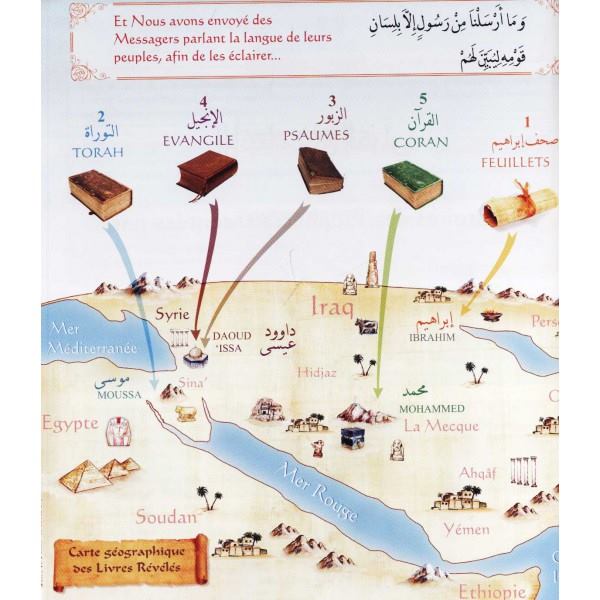 Et Nous avons envoyé des
Messagers parlant la langue de leurs
peuples, afin de les éclairer...
وَمَا أَرْسَلْنَا مِنْ رَسُولٍ إِلَّا بِلِسَانِ
قَوْمِهِ لِيُبَيِّنَ لَهُمْ
2
التوراة
TORAH
4
الإنجيل
EVANGILE
3
الزبور
PSAUMES
5
القرآن
CORAN
1
صحف إبراهيم
FEUILLETS
Mer
Méditerranée
Syrie
DAOUD
'ISSA
داوود
عيسى
Iraq
إبراهيم
IBRAHIM
Pers
موسى
MOUSSA
Sina'
Hidjaz
محمد
MOHAMMED
La Mecque
Egypte
Mer Rouge
Ahqâf
Soudan
Yémen
Ethiopie
Carte géographique
des Livres Révélés